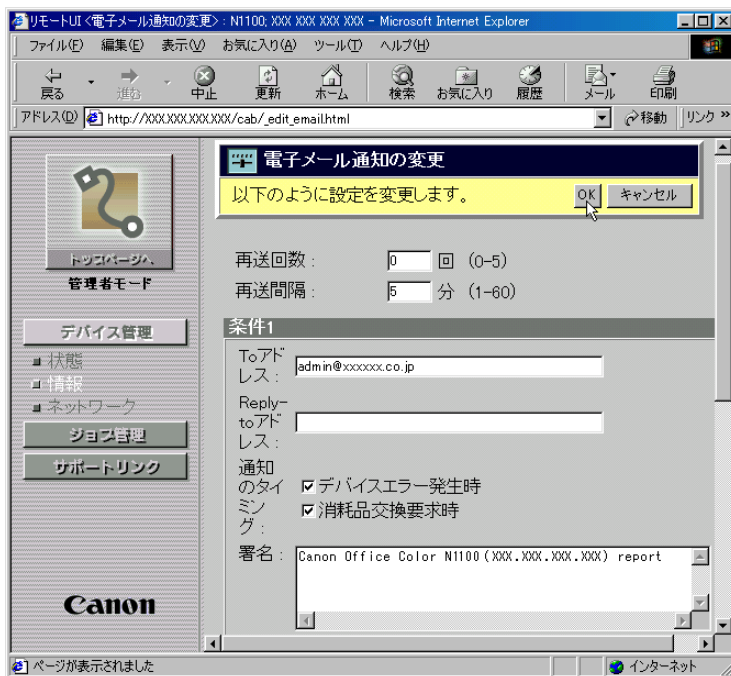 リモートUI <電子メール通知の変更> : N1100; XXX XXX XXX XXX - Microsoft Internet Explorer
ファイル(F) 編集(E) 表示(V) お気に入り(A) ツール(T) ヘルプ(H)
戻る 進む 中止 更新 ホーム 検索 お気に入り 履歴 メール 印刷
アドレス(D) http://XXX.XXX.XXX.XXX/cab/_edit_email.html 移動 リンク »
電子メール通知の変更
以下のように設定を変更します。 OK キャンセル
トップページへ
管理者モード
デバイス管理
状態
情報
ネットワーク
ジョブ管理
サポートリンク
Canon
再送回数 : 0 回 (0-5)
再送間隔 : 5 分 (1-60)
条件1
Toアド
レス : admin@xxxxxx.co.jp
Reply-
toアド
レス :
通知
のタイ
ミン
グ :
デバイスエラー発生時
消耗品交換要求時
署名 : Canon Office Color N1100(XXX.XXX.XXX.XXX) report
ページが表示されました インターネット